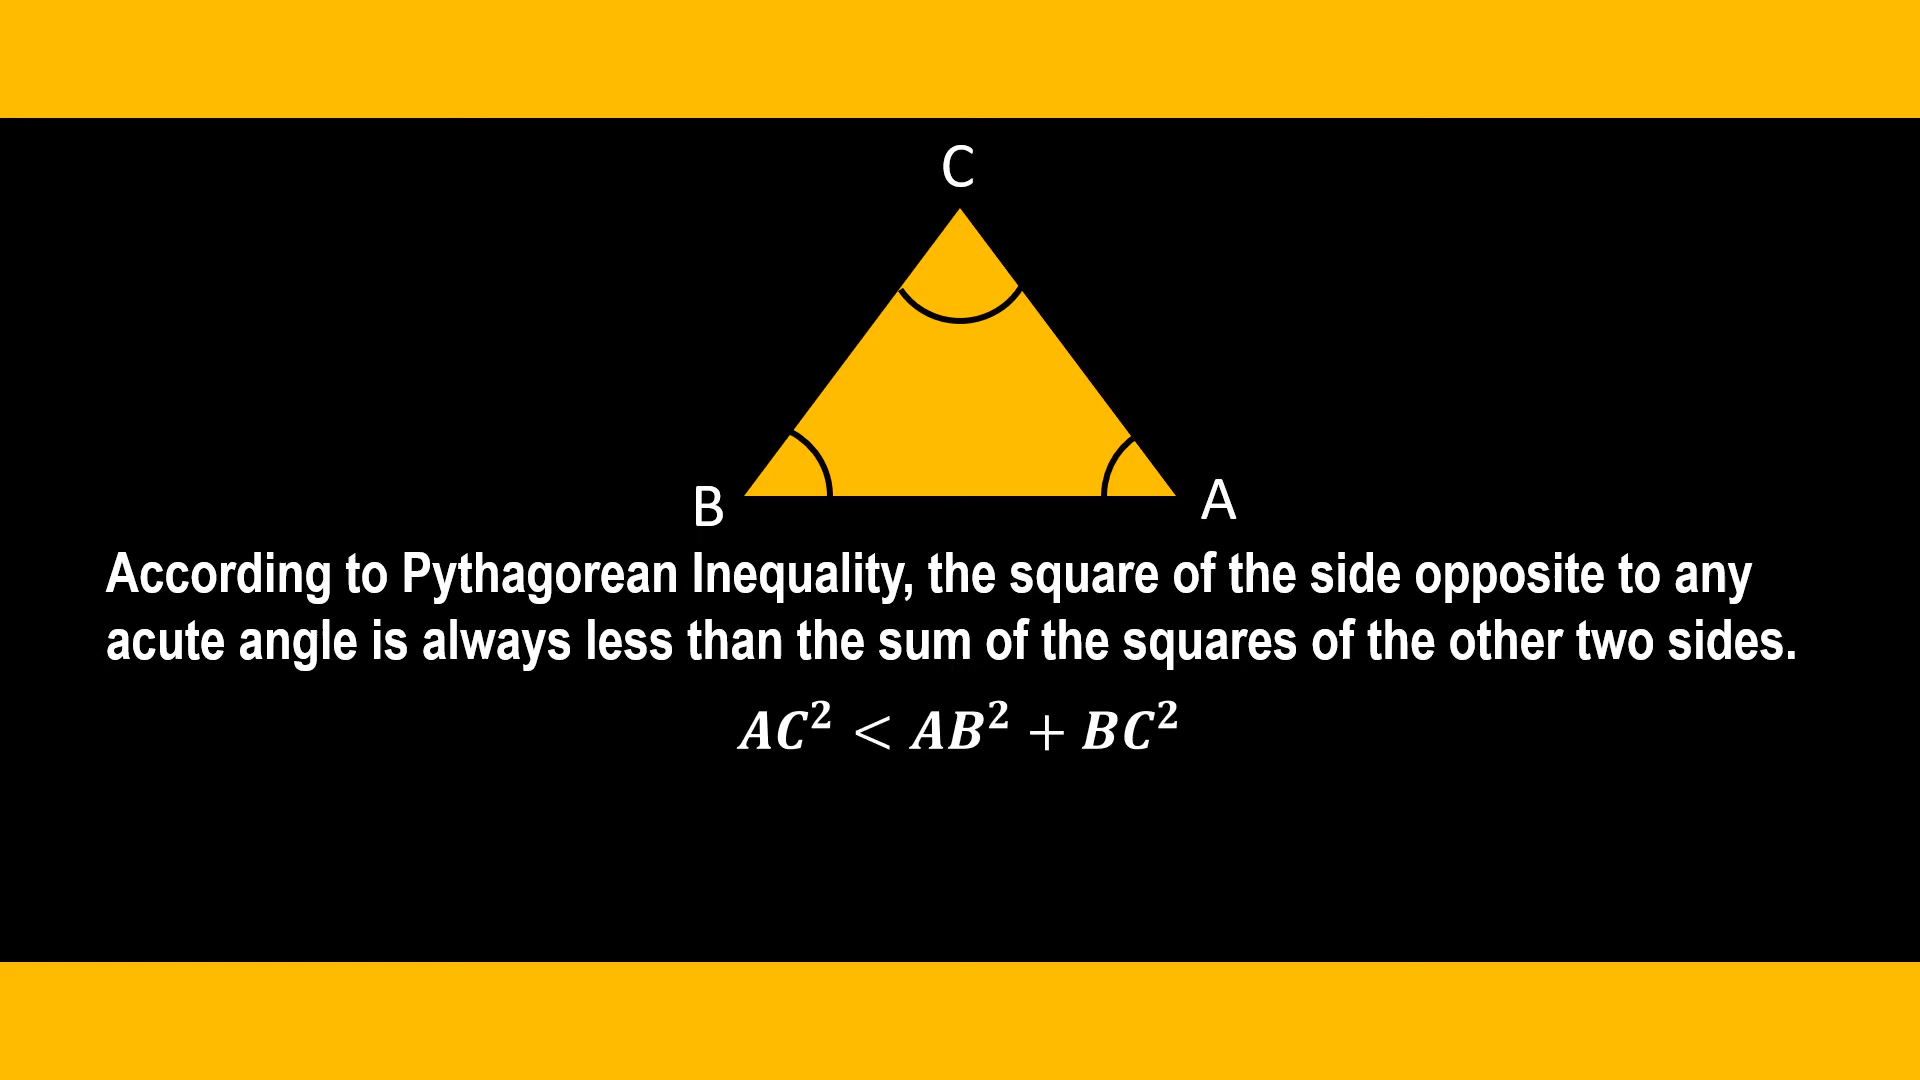 C
B
A
According to Pythagorean Inequality, the square of the side opposite to any
acute angle is always less than the sum of the squares of the other two sides.
AC² < AB² + BC²